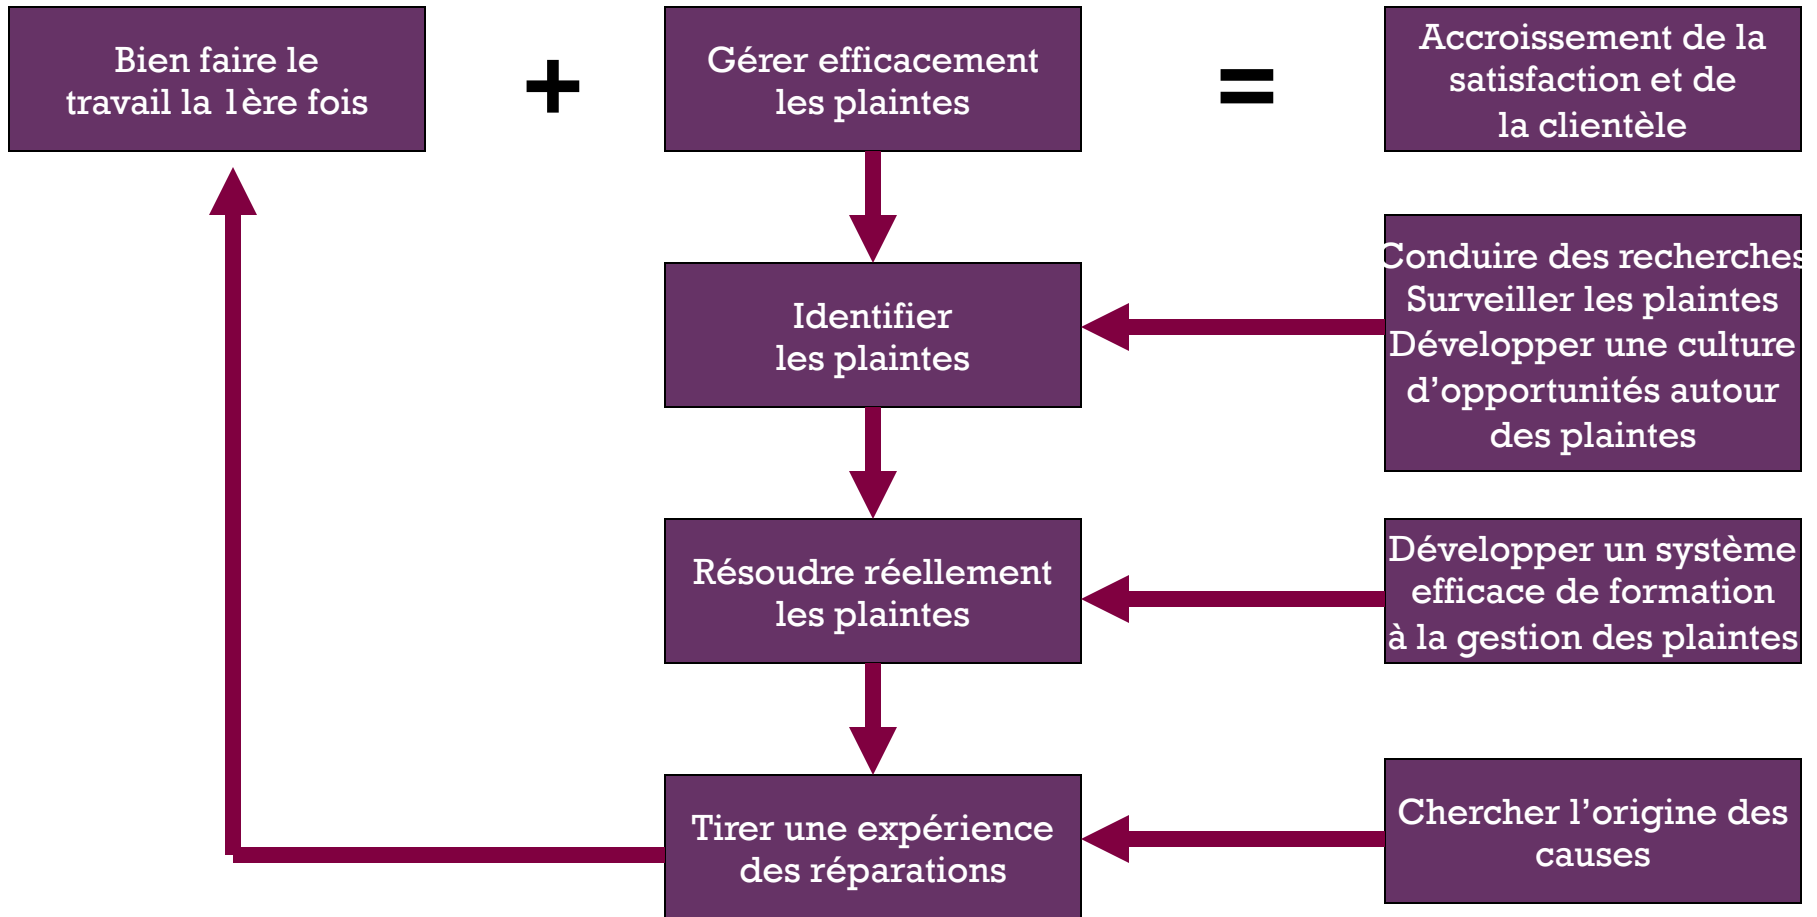 Bien faire le
travail la 1ère fois
+
Gérer efficacement
les plaintes
=
Accroissement de la
satisfaction et de
la clientèle
Identifier
les plaintes
Conduire des recherches
Surveiller les plaintes
Développer une culture
d’opportunités autour
des plaintes
Résoudre réellement
les plaintes
Développer un système
efficace de formation
à la gestion des plaintes
Tirer une expérience
des réparations
Chercher l’origine des
causes